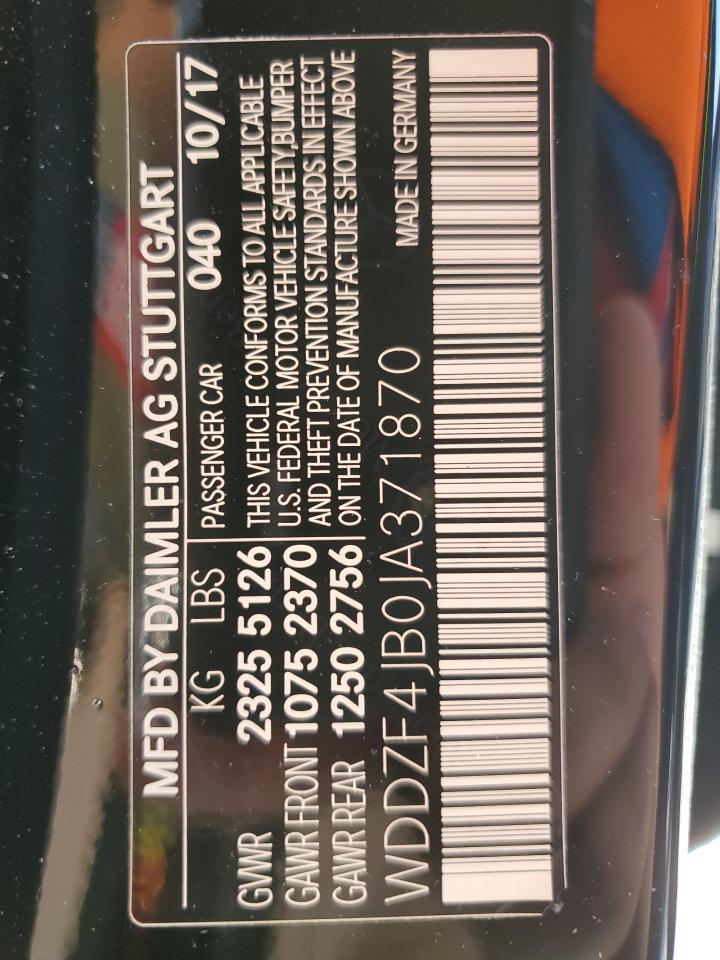 MFD BY DAIMLER AG STUTTGART
KG LBS PASSENGER CAR 040 10/17
GVWR 2325 5126 THIS VEHICLE CONFORMS TO ALL APPLICABLE
GAWR FRONT 1075 2370 U.S. FEDERAL MOTOR VEHICLE SAFETY,BUMPER
GAWR REAR 1250 2756 AND THEFT PREVENTION STANDARDS IN EFFECT
ON THE DATE OF MANUFACTURE SHOWN ABOVE
WDDZF4JB0JA371870 MADE IN GERMANY